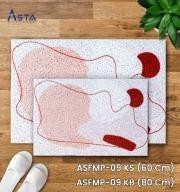 ASTA
ASFMP-09 KS (60 Cm)
ASFMP-09 KB (80 Cm)